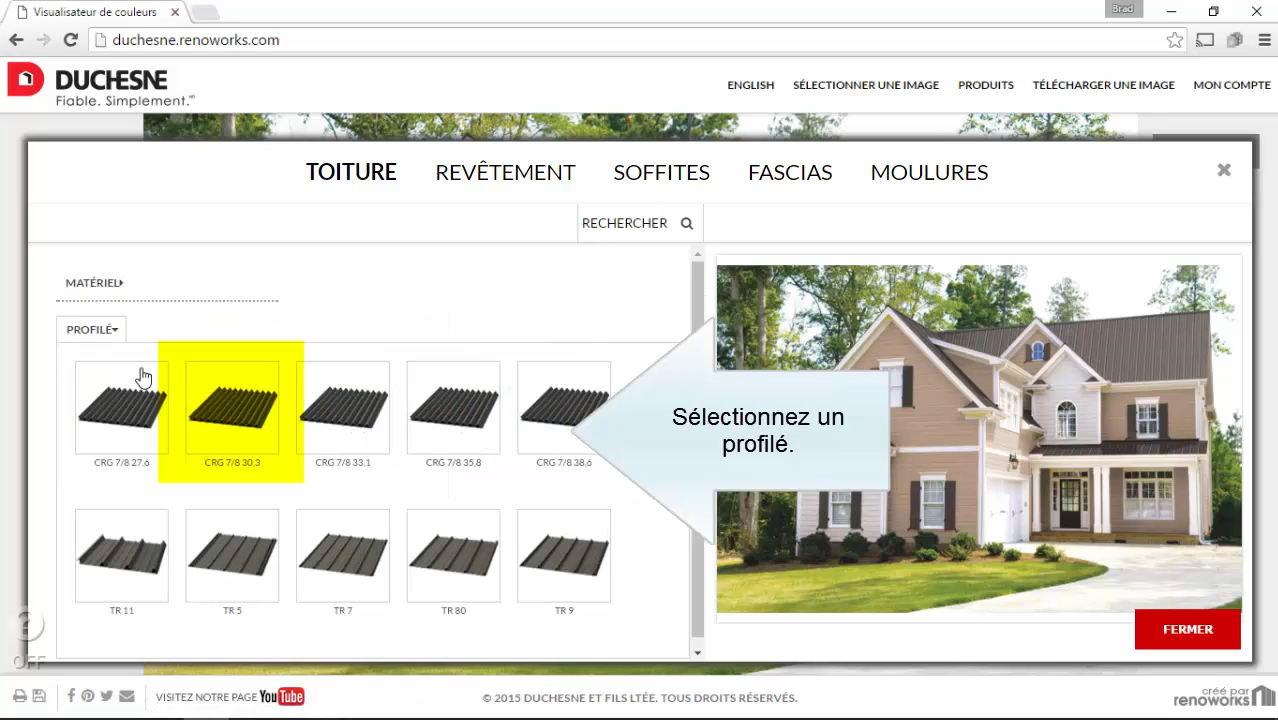 Visualisateur de couleurs
Brad
duchesne.renoworks.com
DUCHESNE
Fiable. Simplement.
ENGLISH SÉLECTIONNER UNE IMAGE PRODUITS TÉLÉCHARGER UNE IMAGE MON COMPTE
TOITURE REVÊTEMENT SOFFITES FASCIAS MOULURES
RECHERCHER
MATÉRIEL
PROFILÉ
CRG 7/8 27,6 CRG 7/8 30,3 CRG 7/8 33,1 CRG 7/8 35,8 CRG 7/8 38,6
Sélectionnez un
profilé.
TR 11 TR 5 TR 7 TR 80 TR 9
FERMER
?
OFF
VISITEZ NOTRE PAGE YouTube
© 2015 DUCHESNE ET FILS LTÉE. TOUS DROITS RÉSERVÉS.
créé par
renoworks